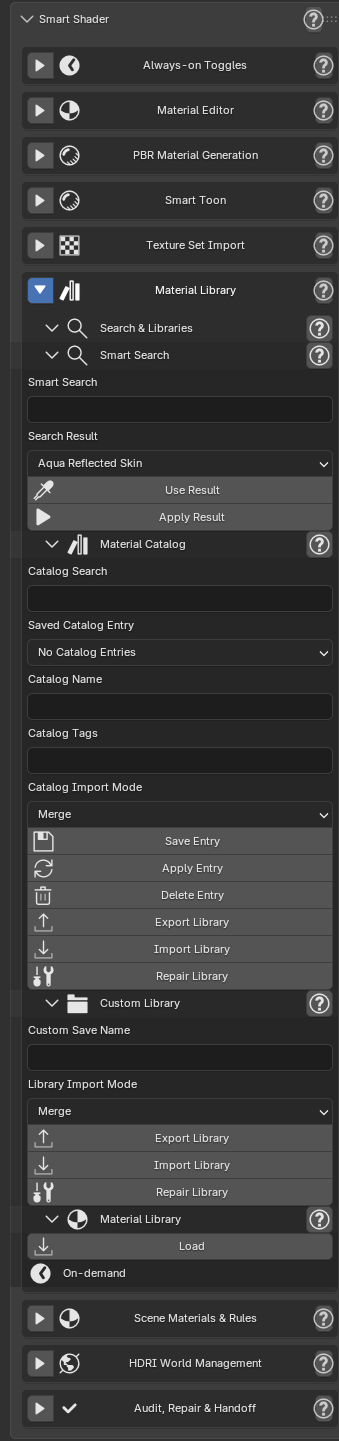 Smart Shader
Always-on Toggles
Material Editor
PBR Material Generation
Smart Toon
Texture Set Import
Material Library
Search & Libraries
Smart Search
Smart Search
Search Result
Aqua Reflected Skin
Use Result
Apply Result
Material Catalog
Catalog Search
Saved Catalog Entry
No Catalog Entries
Catalog Name
Catalog Tags
Catalog Import Mode
Merge
Save Entry
Apply Entry
Delete Entry
Export Library
Import Library
Repair Library
Custom Library
Custom Save Name
Library Import Mode
Merge
Export Library
Import Library
Repair Library
Material Library
Load
On-demand
Scene Materials & Rules
HDRI World Management
Audit, Repair & Handoff